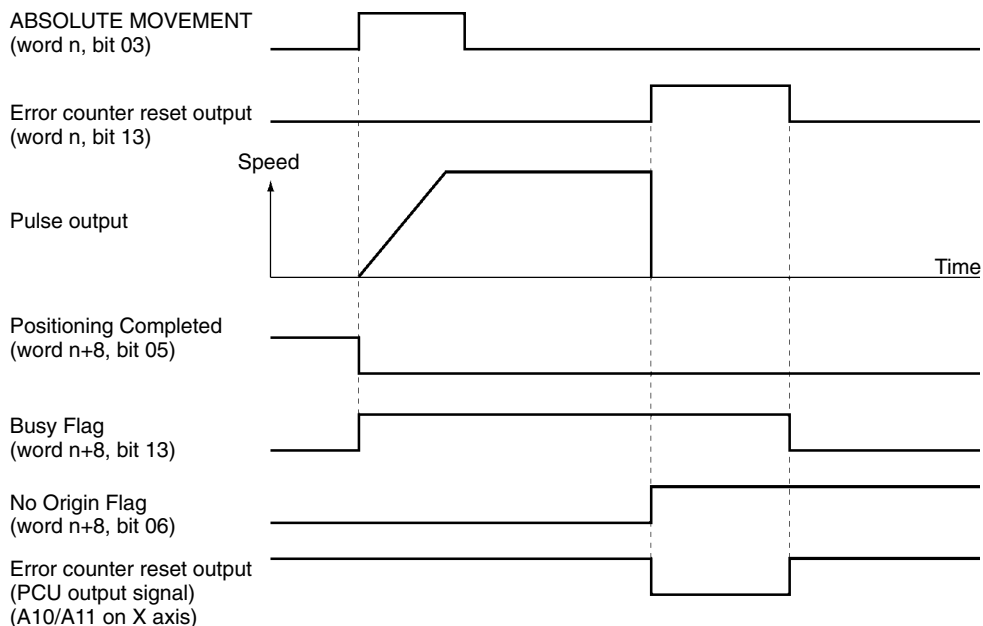 ABSOLUTE MOVEMENT
(word n, bit 03)
Error counter reset output
(word n, bit 13)
Speed
Pulse output
Time
Positioning Completed
(word n+8, bit 05)
Busy Flag
(word n+8, bit 13)
No Origin Flag
(word n+8, bit 06)
Error counter reset output
(PCU output signal)
(A10/A11 on X axis)